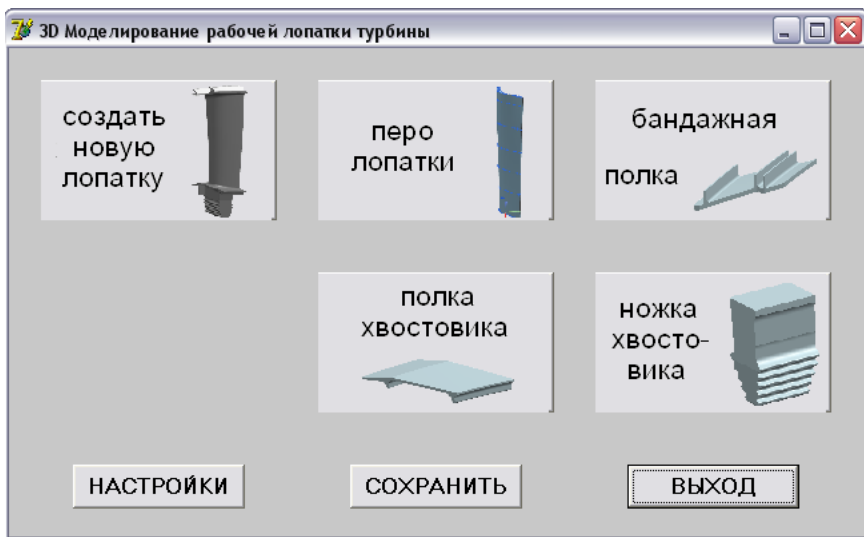 3D Моделирование рабочей лопатки турбины
создать
новую
лопатку
перо
лопатки
бандажная
полка
полка
хвостовика
ножка
хвосто-
вика
НАСТРОЙКИ
СОХРАНИТЬ
ВЫХОД